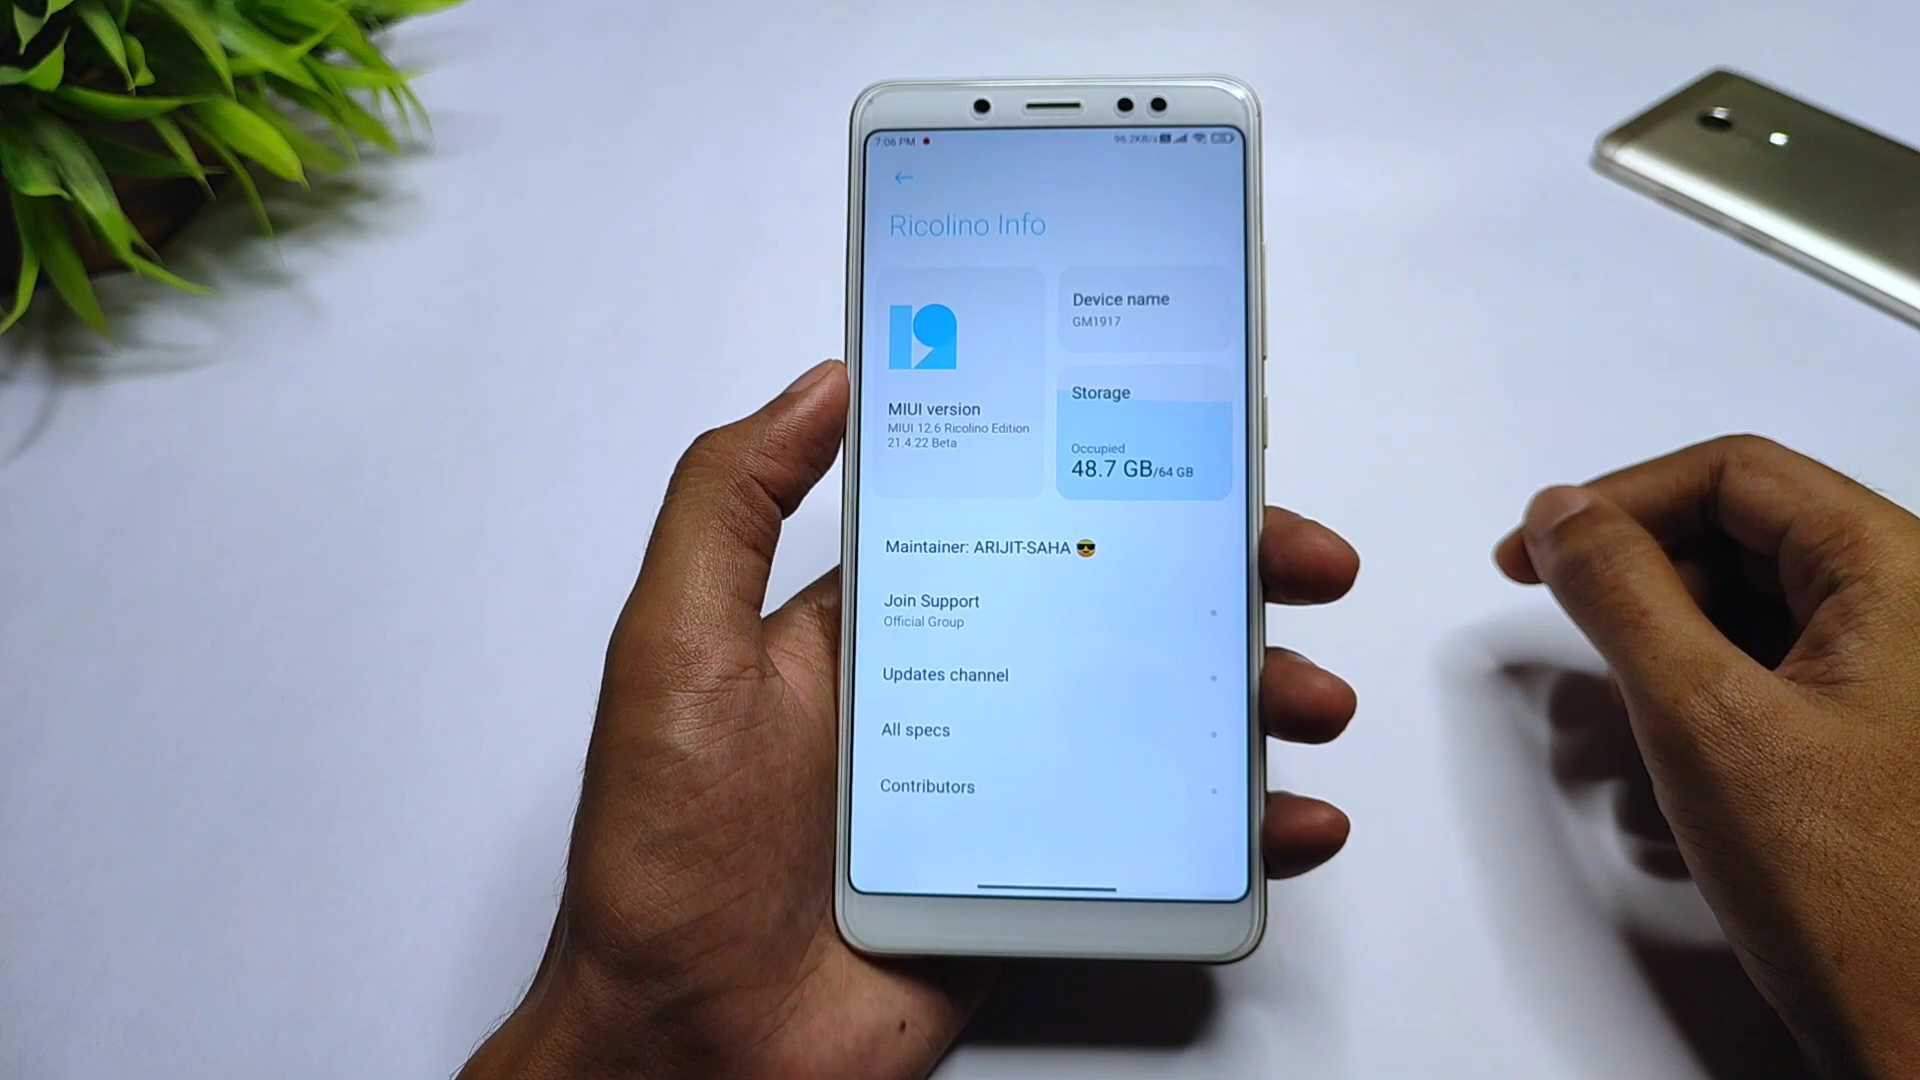 7:06 PM
Ricolino Info
12
MIUI version
MIUI 12.6 Ricolino Edition
21.4.22 Beta
Device name
GM1917
Storage
Occupied
48.7 GB/64 GB
Maintainer: ARIJIT-SAHA 😎
Join Support
Official Group
Updates channel
All specs
Contributors